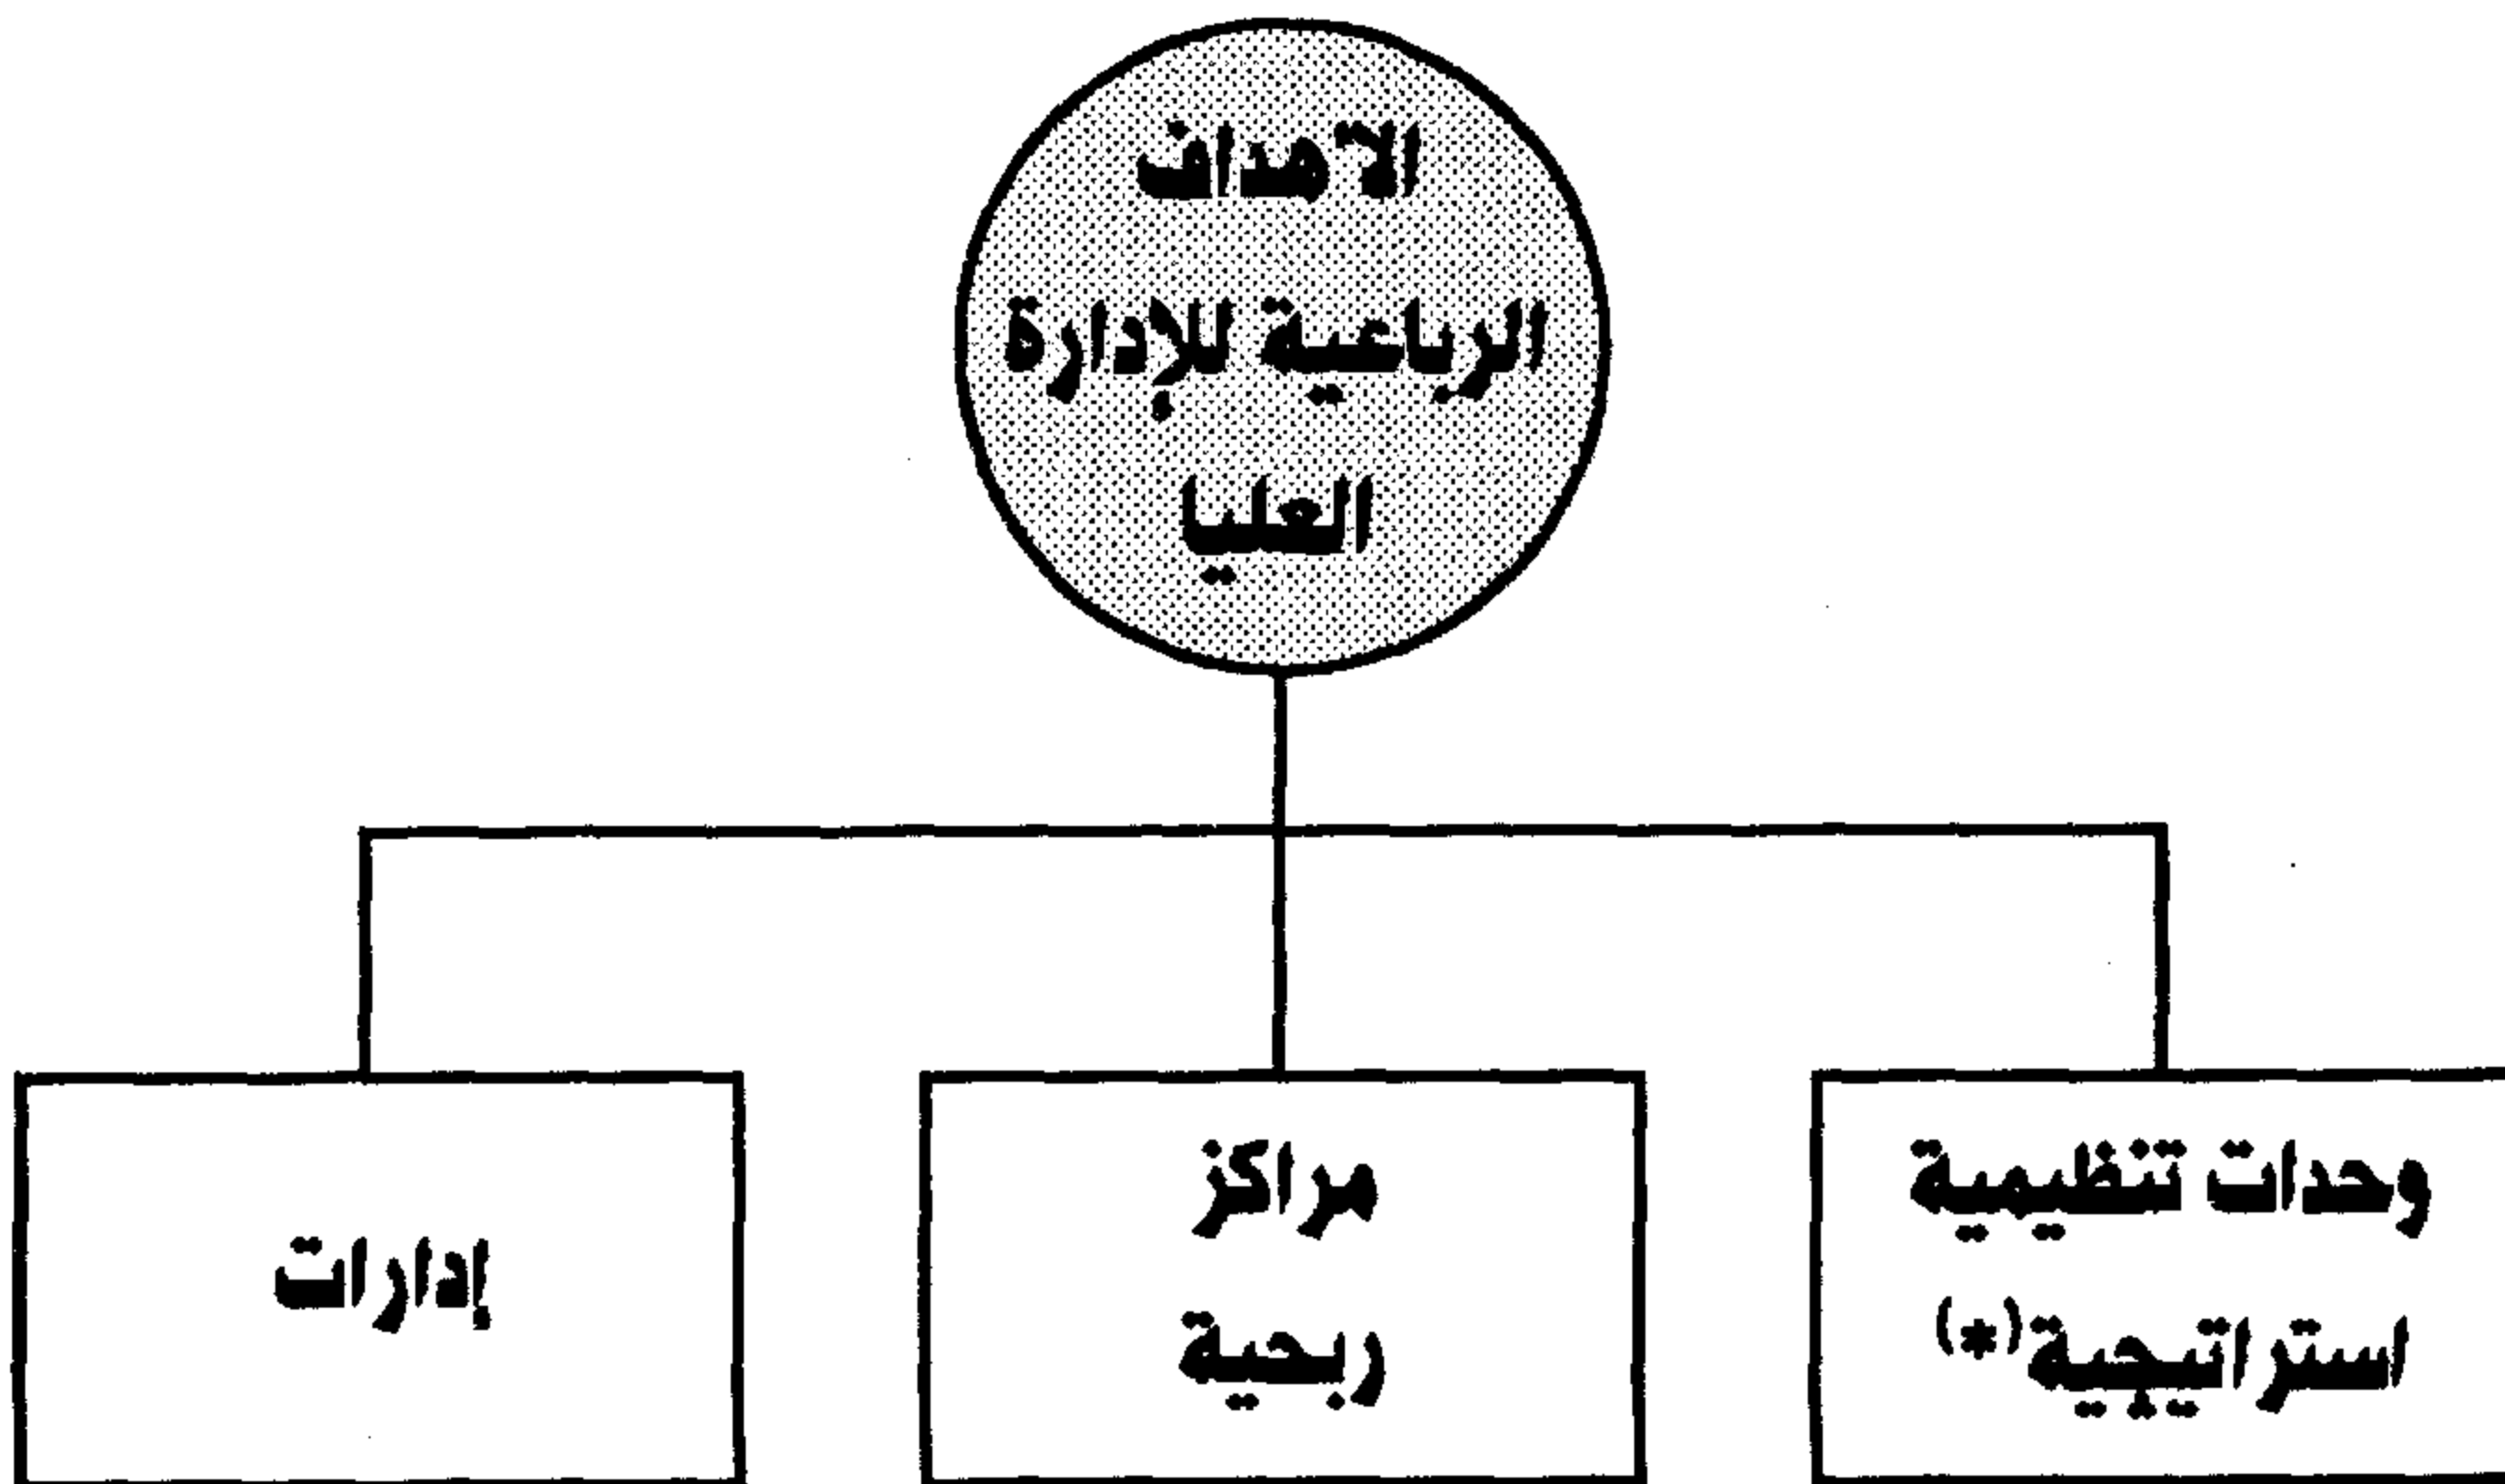 الأهداف
الرباعية للإدارة
العليا
وحدات تنظيمية
استراتيجية(*)
مراكز
ربحية
إدارات